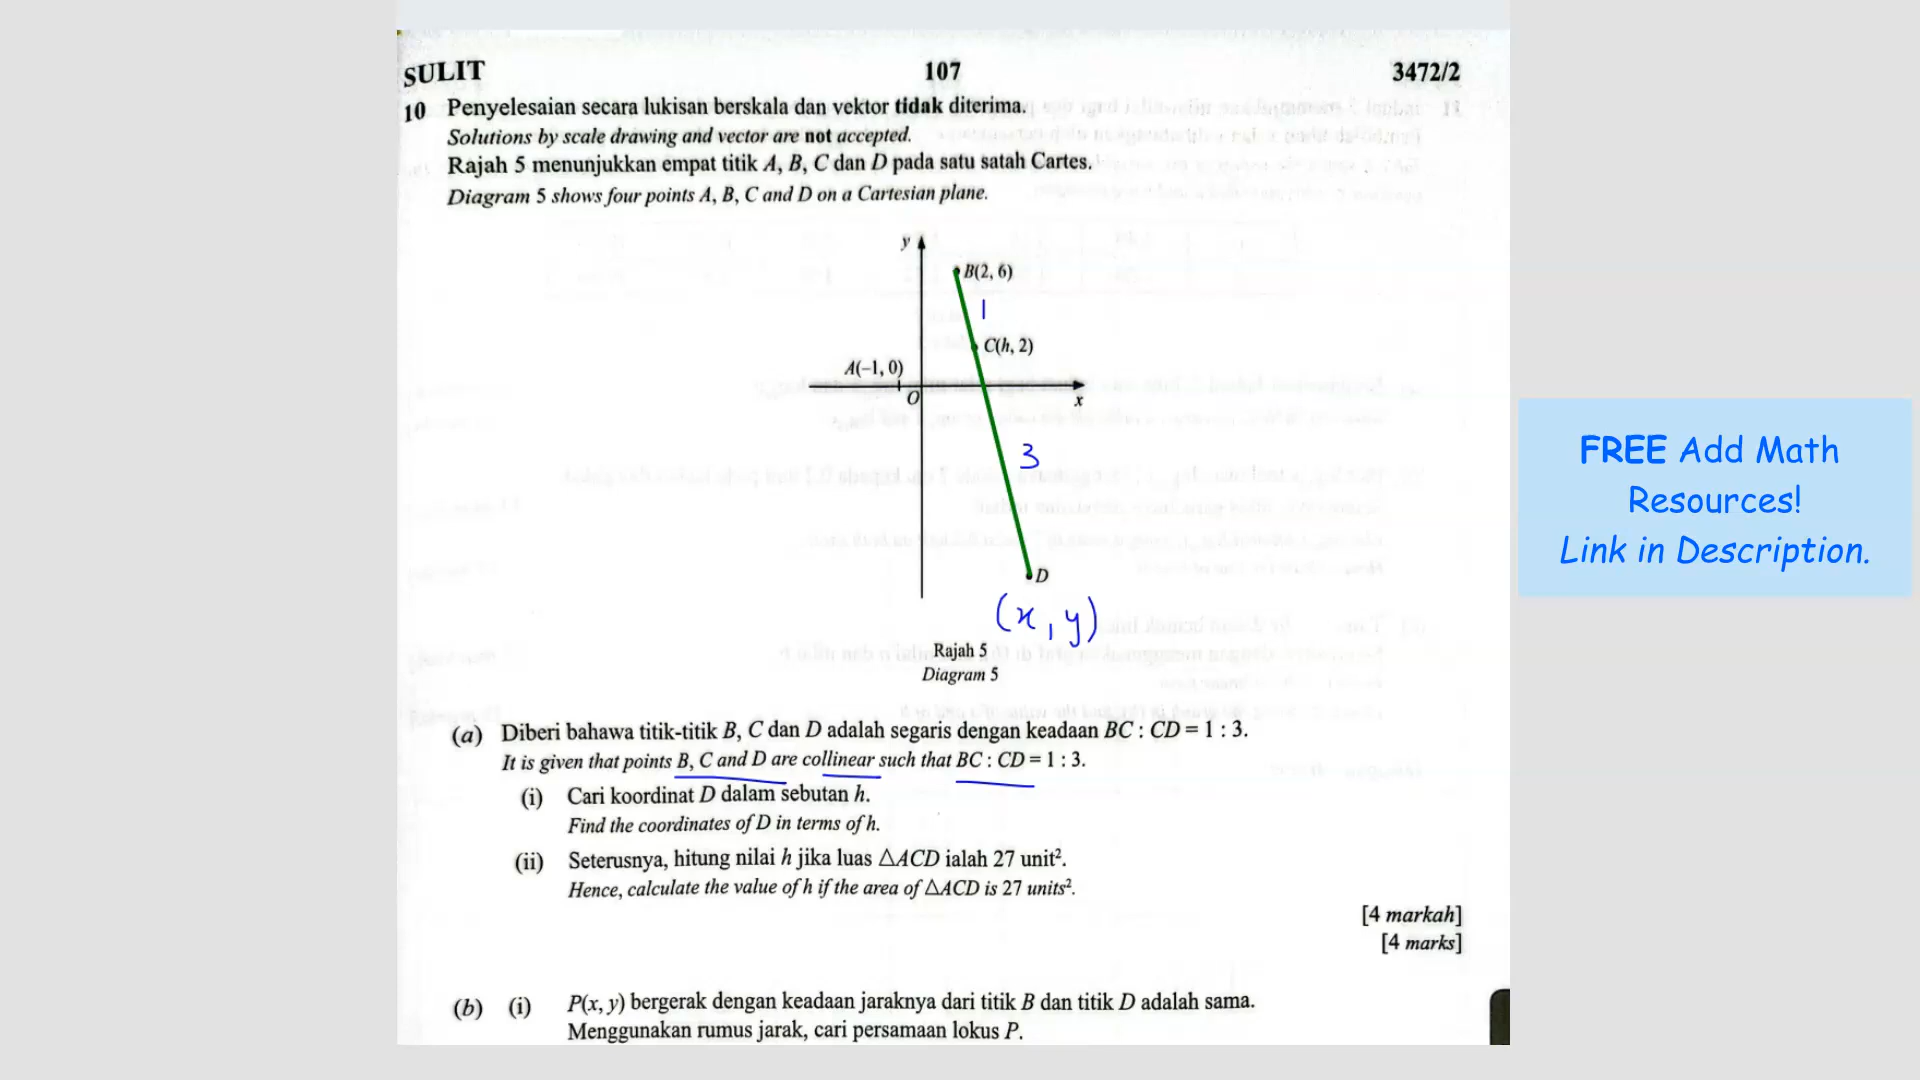 SULIT 107 3472/2
10 Penyelesaian secara lukisan berskala dan vektor tidak diterima.
Solutions by scale drawing and vector are not accepted.
Rajah 5 menunjukkan empat titik A, B, C dan D pada satu satah Cartes.
Diagram 5 shows four points A, B, C and D on a Cartesian plane.
y
B(2, 6)
1
C(h, 2)
A(−1, 0)
O
x
3
D
(x, y)
Rajah 5
Diagram 5
(a) Diberi bahawa titik-titik B, C dan D adalah segaris dengan keadaan BC : CD = 1 : 3.
It is given that points B, C and D are collinear such that BC : CD = 1 : 3.
(i) Cari koordinat D dalam sebutan h.
Find the coordinates of D in terms of h.
(ii) Seterusnya, hitung nilai h jika luas △ACD ialah 27 unit².
Hence, calculate the value of h if the area of △ACD is 27 units².
[4 markah]
[4 marks]
(b) (i) P(x, y) bergerak dengan keadaan jaraknya dari titik B dan titik D adalah sama.
Menggunakan rumus jarak, cari persamaan lokus P.
FREE Add Math
Resources!
Link in Description.